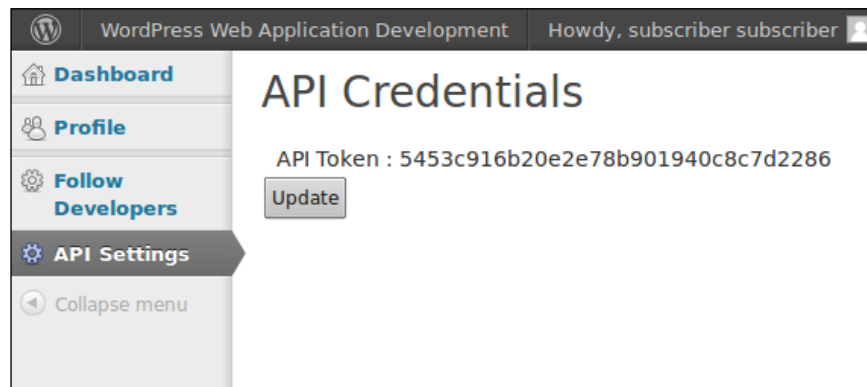 WordPress Web Application Development Howdy, subscriber subscriber
Dashboard
Profile
Follow
Developers
API Settings
Collapse menu
API Credentials
API Token : 5453c916b20e2e78b901940c8c7d2286
Update